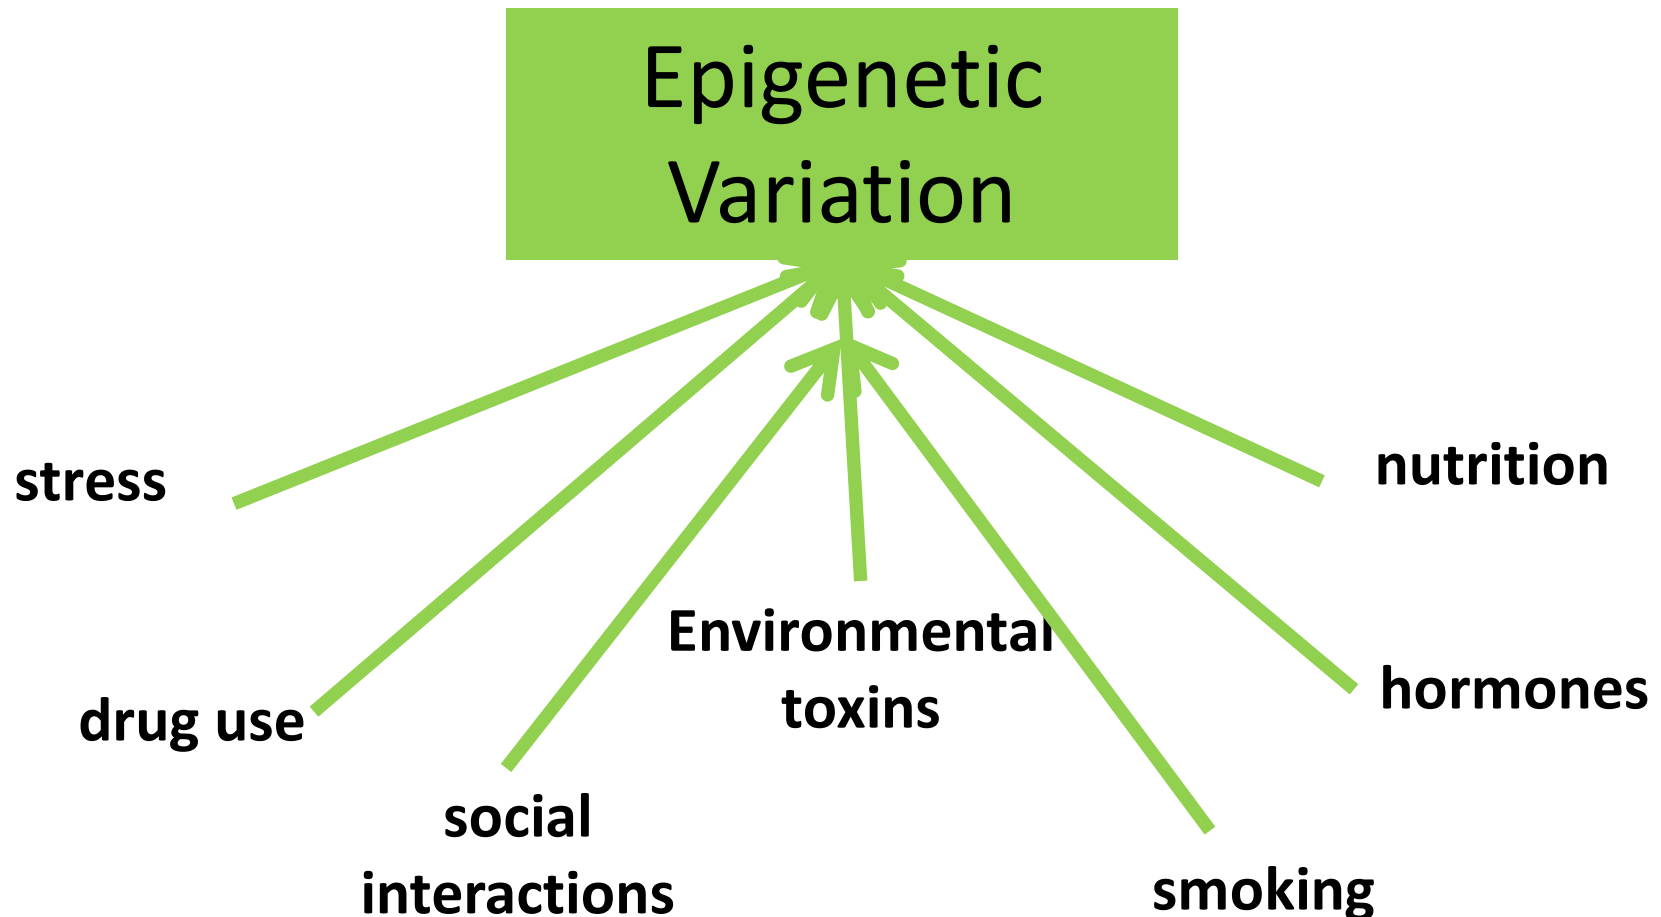 Epigenetic
Variation
stress
nutrition
Environmental
toxins
drug use
hormones
social
interactions
smoking